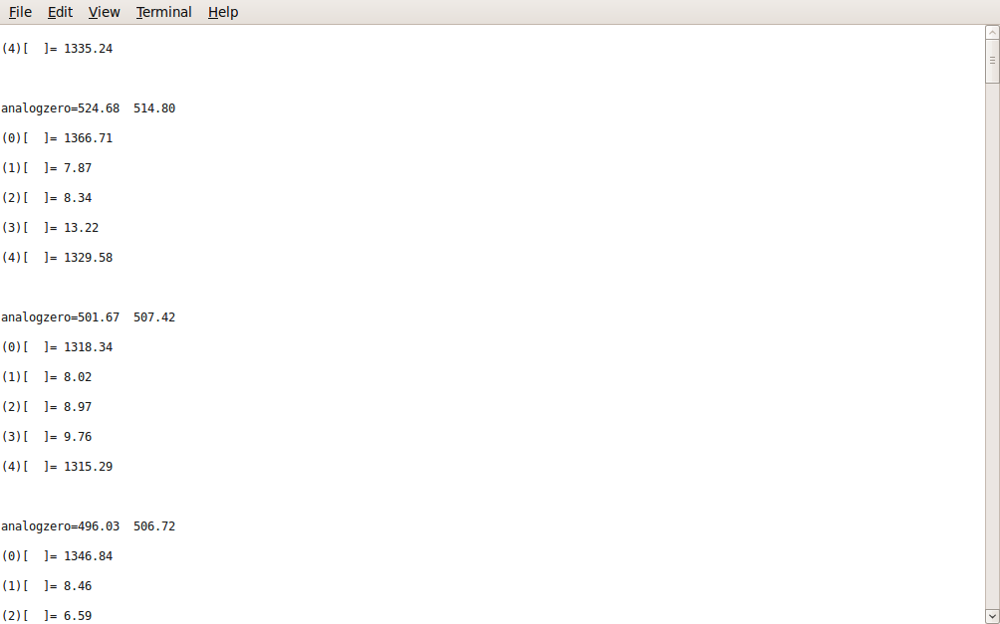 File Edit View Terminal Help
(4)[  ]= 1335.24
analogzero=524.68  514.80
(0)[  ]= 1366.71
(1)[  ]= 7.87
(2)[  ]= 8.34
(3)[  ]= 13.22
(4)[  ]= 1329.58
analogzero=501.67  507.42
(0)[  ]= 1318.34
(1)[  ]= 8.02
(2)[  ]= 8.97
(3)[  ]= 9.76
(4)[  ]= 1315.29
analogzero=496.03  506.72
(0)[  ]= 1346.84
(1)[  ]= 8.46
(2)[  ]= 6.59